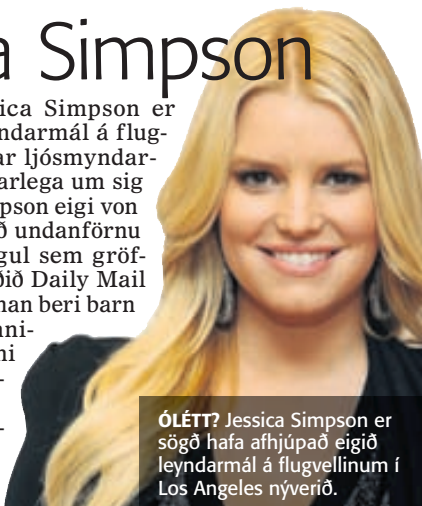 a Simpson
ica Simpson er
ndarmál á flug-
ar ljósmyndar-
arlega um sig
pson eigi von
ð undanförnu
gul sem gröf-
ðið Daily Mail
nan beri barn
nni-
ni
-
-
ÓLÉTT? Jessica Simpson er
sögð hafa afhjúpað eigið
leyndarmál á flugvellinum í
Los Angeles nýverið.